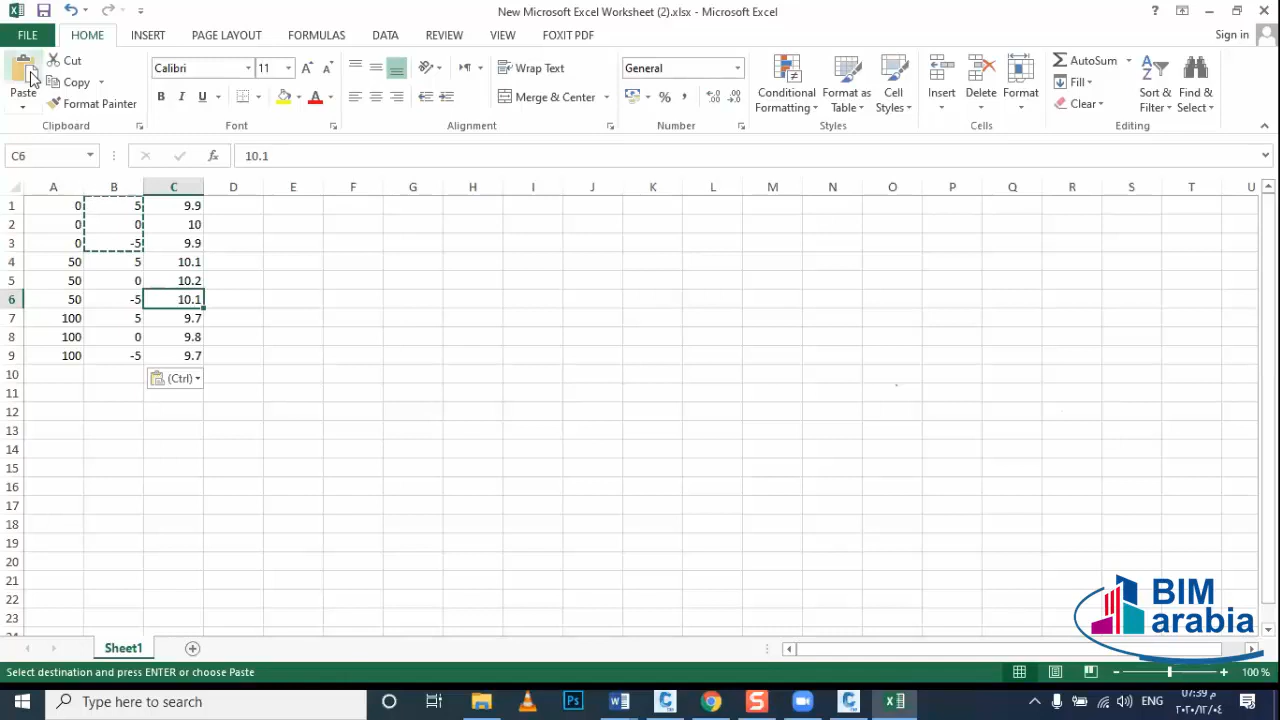 New Microsoft Excel Worksheet (2).xlsx - Microsoft Excel
?
FILE HOME INSERT PAGE LAYOUT FORMULAS DATA REVIEW VIEW FOXIT PDF Sign in
Paste
Cut
Copy
Format Painter
Clipboard
Calibri 11
B I U A
Font
Wrap Text
Merge & Center
Alignment
General
% ,
Number
Conditional Formatting
Format as Table
Cell Styles
Styles
Insert Delete Format
Cells
AutoSum
Fill
Clear
Sort & Filter
Find & Select
Editing
C6 fx 10.1
A B C D E F G H I J K L M N O P Q R S T U
1 0 5 9.9
2 0 0 10
3 0 -5 9.9
4 50 5 10.1
5 50 0 10.2
6 50 -5 10.1
7 100 5 9.7
8 100 0 9.8
9 100 -5 9.7
10 (Ctrl)
11
12
13
14
15
16
17
18
19
20
21
22
23
BIM
arabia
Sheet1
Select destination and press ENTER or choose Paste
100 %
Type here to search
ENG
م ٠٧:٣٩
٢٠٢٠/١٢/٠٤